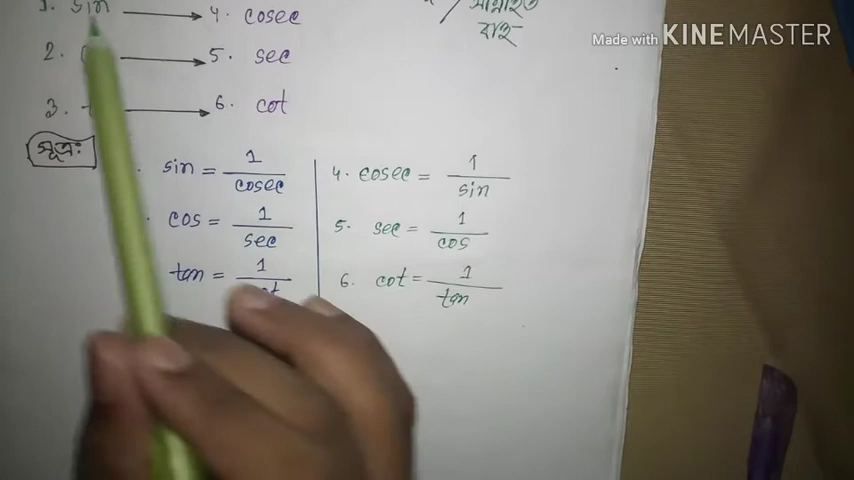 1. sin → 4. cosec
2. → 5. sec
3. → 6. cot
সূত্রঃ
sin = 1/cosec
cos = 1/sec
tan = 1/cot
4. cosec = 1/sin
5. sec = 1/cos
6. cot = 1/tan
বাহু
Made with KINEMASTER